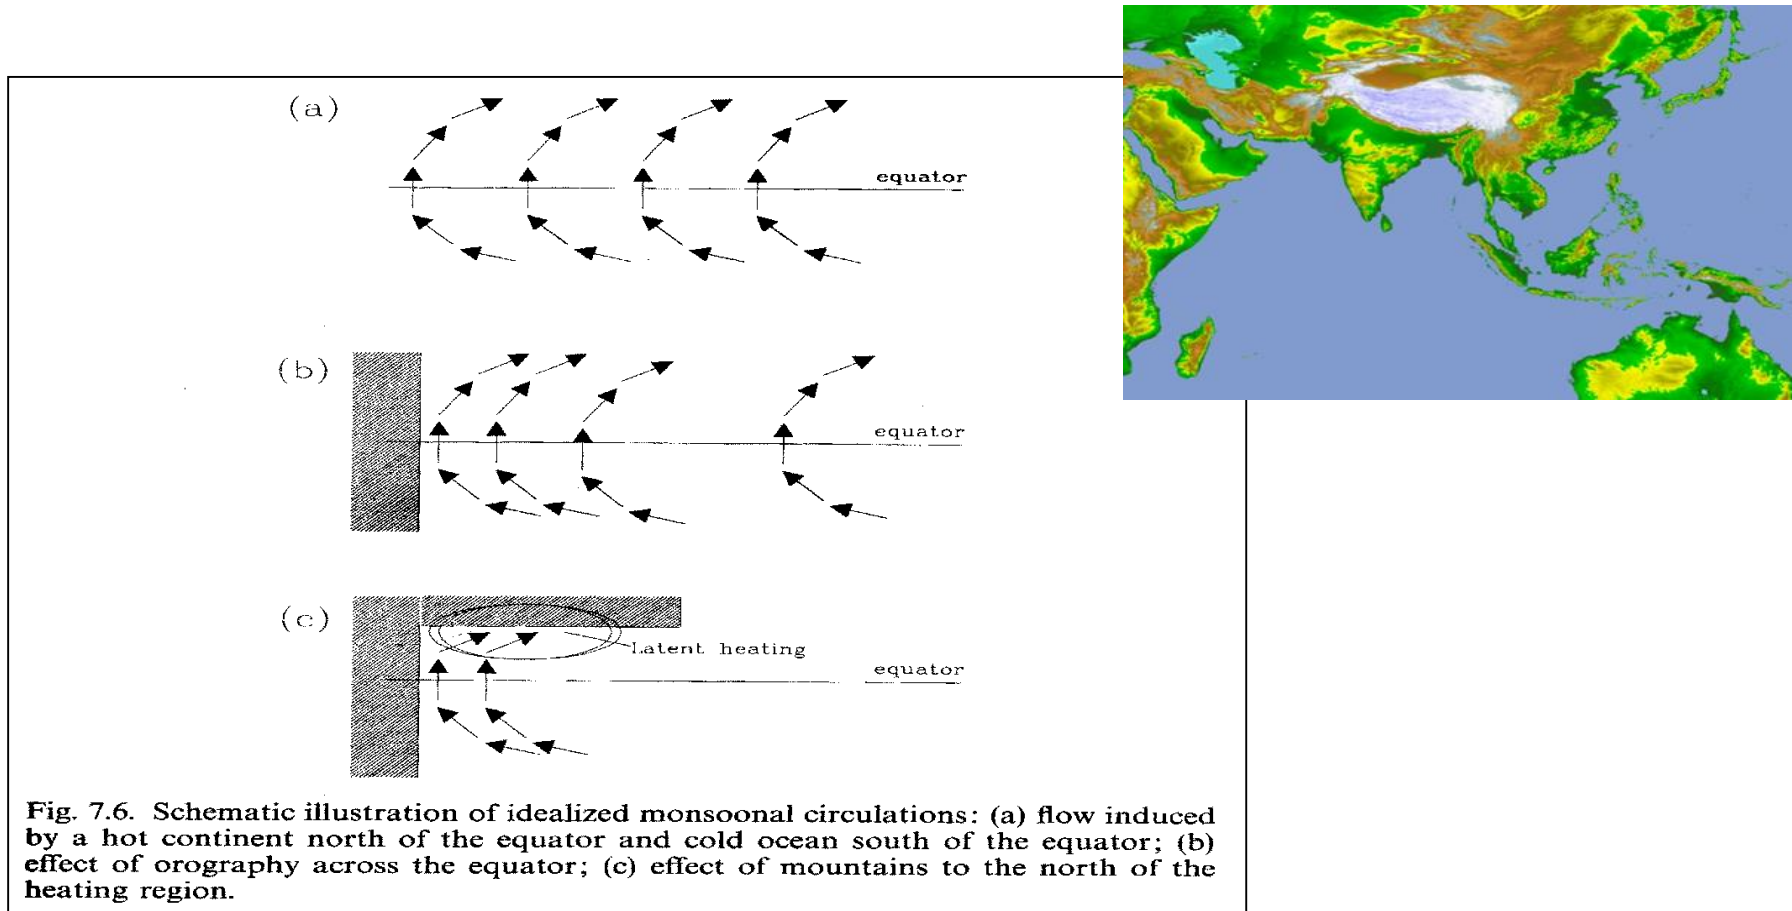 (a)
equator
(b)
equator
(c)
Latent heating
equator
Fig. 7.6. Schematic illustration of idealized monsoonal circulations: (a) flow induced
by a hot continent north of the equator and cold ocean south of the equator; (b)
effect of orography across the equator; (c) effect of mountains to the north of the
heating region.